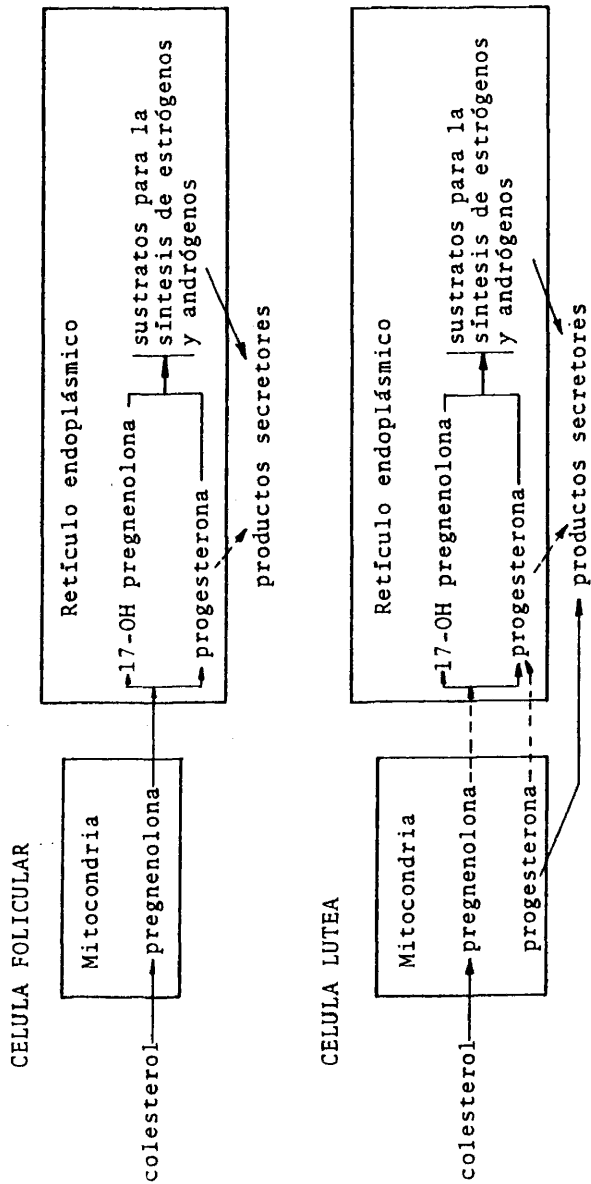 CELULA FOLICULAR
Mitocondria
Retículo endoplásmico
colesterol
pregnenolona
17-OH pregnenolona
progesterona
sustratos para la
síntesis de estrógenos
y andrógenos
productos secretores
CELULA LUTEA
Mitocondria
Retículo endoplásmico
colesterol
pregnenolona
progesterona
17-OH pregnenolona
progesterona
sustratos para la
síntesis de estrógenos
y andrógenos
productos secretores